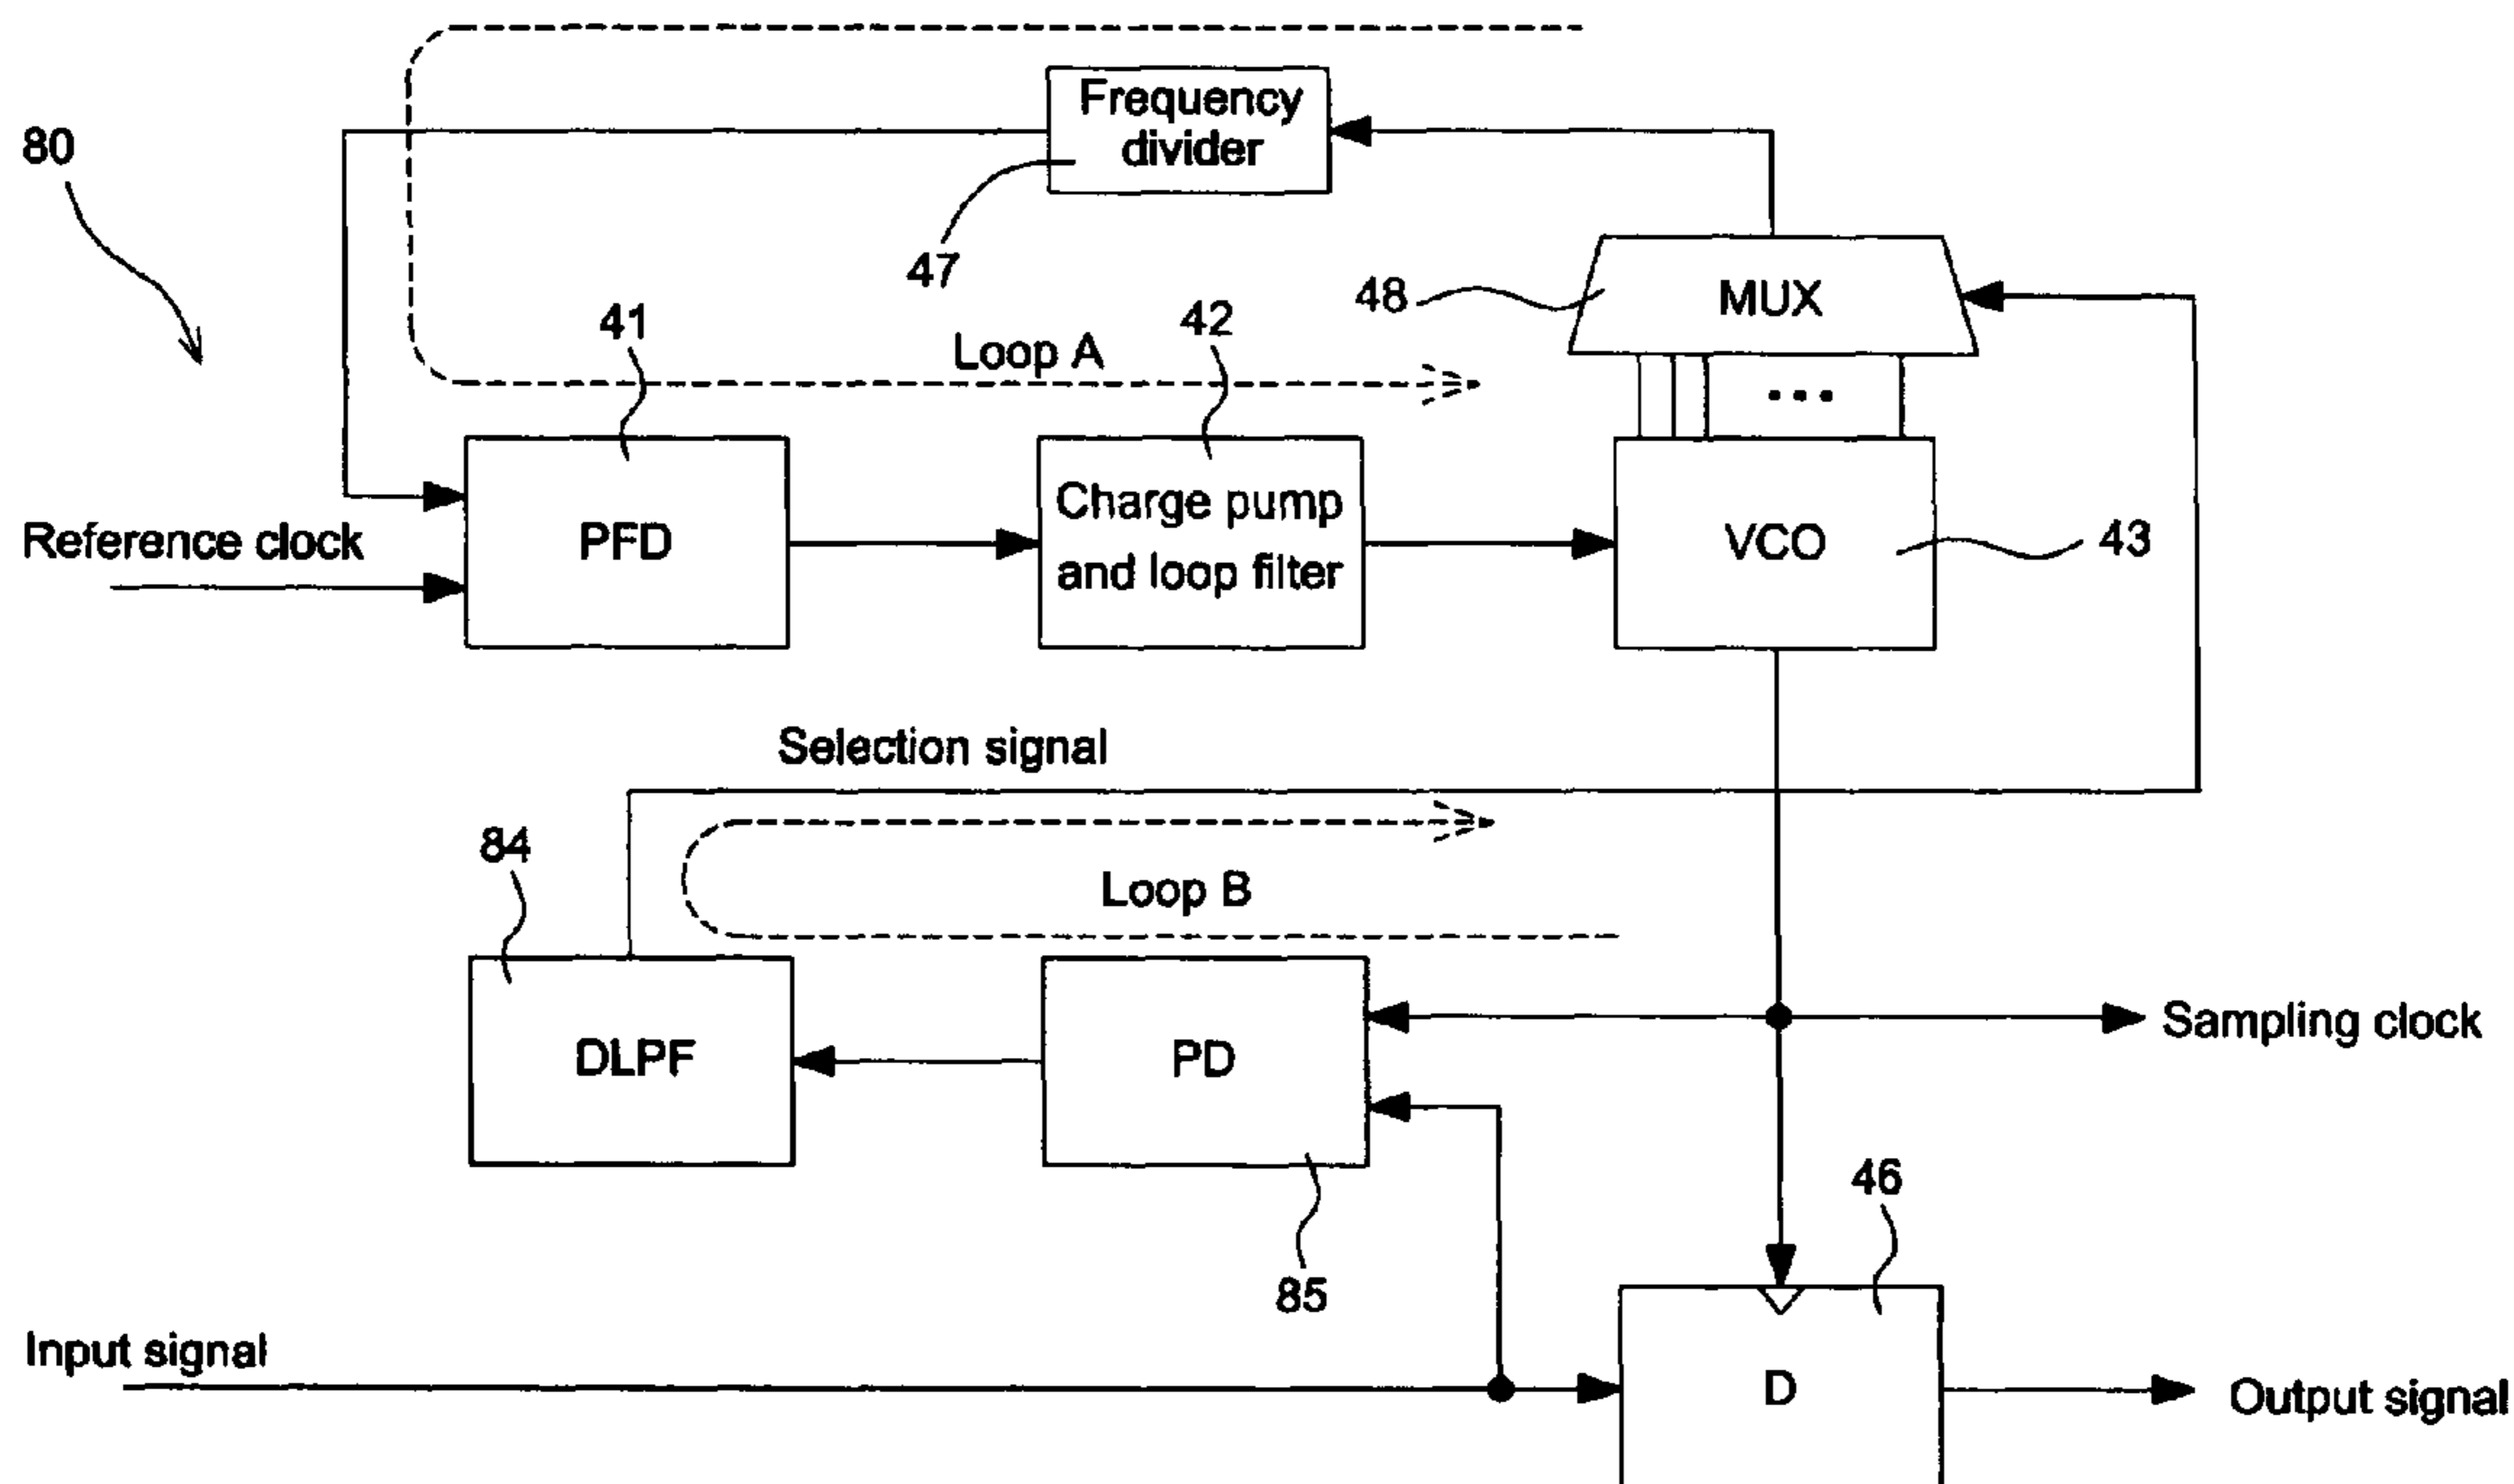 Frequency
divider
80
47
48
MUX
41
42
Loop A
Reference clock
PFD
Charge pump
and loop filter
VCO
43
Selection signal
84
Loop B
DLPF
PD
Sampling clock
46
85
Input signal
D
Output signal